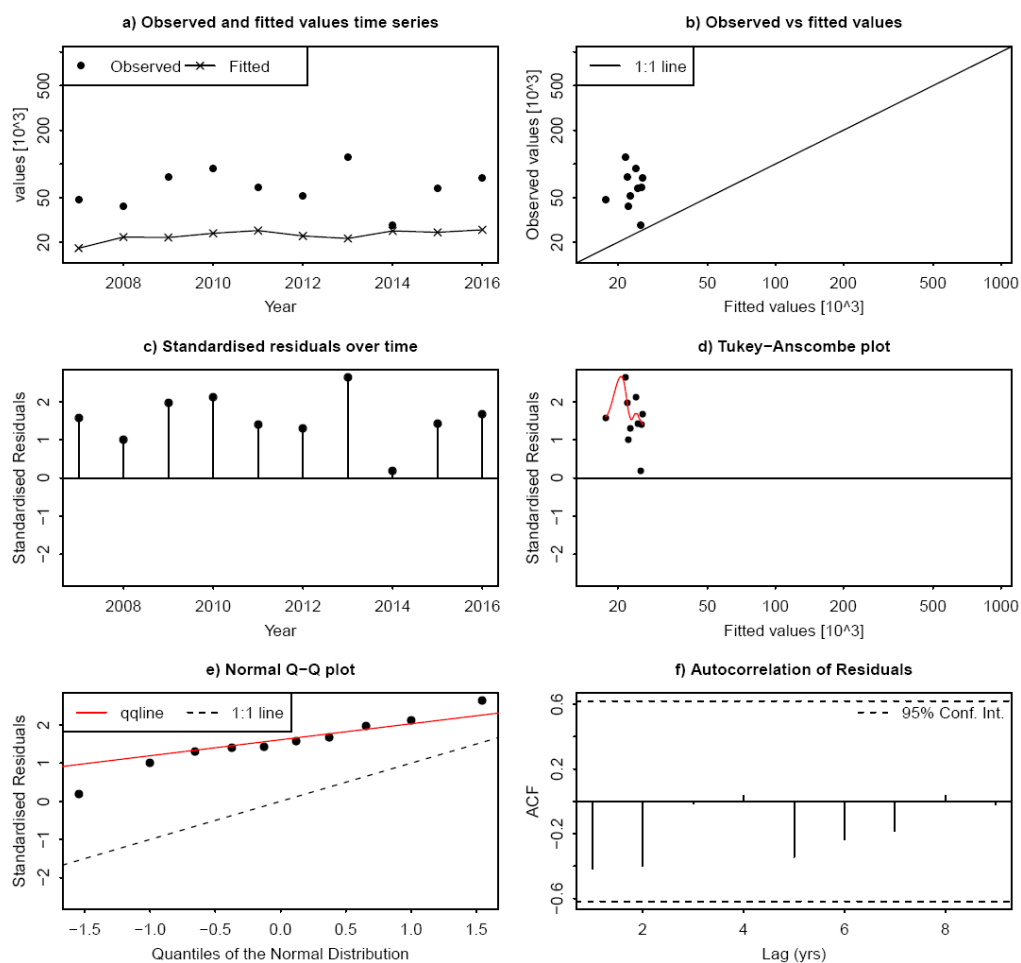 a) Observed and fitted values time series
Observed
Fitted
values [10^3]
500
200
50
20
2008 2010 2012 2014 2016
Year
b) Observed vs fitted values
1:1 line
Observed values [10^3]
500
200
100
50
20
20 50 100 200 500 1000
Fitted values [10^3]
c) Standardised residuals over time
Standardised Residuals
2
1
0
−1
−2
2008 2010 2012 2014 2016
Year
d) Tukey−Anscombe plot
Standardised Residuals
2
1
0
−1
−2
20 50 100 200 500 1000
Fitted values [10^3]
e) Normal Q−Q plot
qqline
1:1 line
Standardised Residuals
2
1
0
−1
−2
−1.5 −1.0 −0.5 0.0 0.5 1.0 1.5
Quantiles of the Normal Distribution
f) Autocorrelation of Residuals
95% Conf. Int.
ACF
0.6
0.2
−0.2
−0.6
2 4 6 8
Lag (yrs)